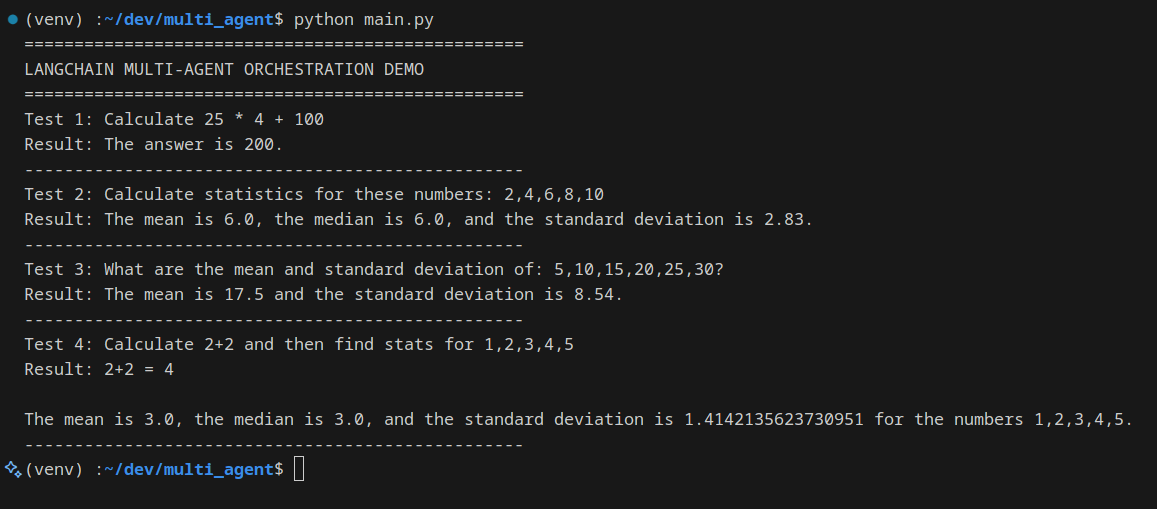 (venv) :~/dev/multi_agent$ python main.py
==================================================
LANGCHAIN MULTI-AGENT ORCHESTRATION DEMO
==================================================
Test 1: Calculate 25 * 4 + 100
Result: The answer is 200.
--------------------------------------------------
Test 2: Calculate statistics for these numbers: 2,4,6,8,10
Result: The mean is 6.0, the median is 6.0, and the standard deviation is 2.83.
--------------------------------------------------
Test 3: What are the mean and standard deviation of: 5,10,15,20,25,30?
Result: The mean is 17.5 and the standard deviation is 8.54.
--------------------------------------------------
Test 4: Calculate 2+2 and then find stats for 1,2,3,4,5
Result: 2+2 = 4

The mean is 3.0, the median is 3.0, and the standard deviation is 1.4142135623730951 for the numbers 1,2,3,4,5.
--------------------------------------------------
(venv) :~/dev/multi_agent$